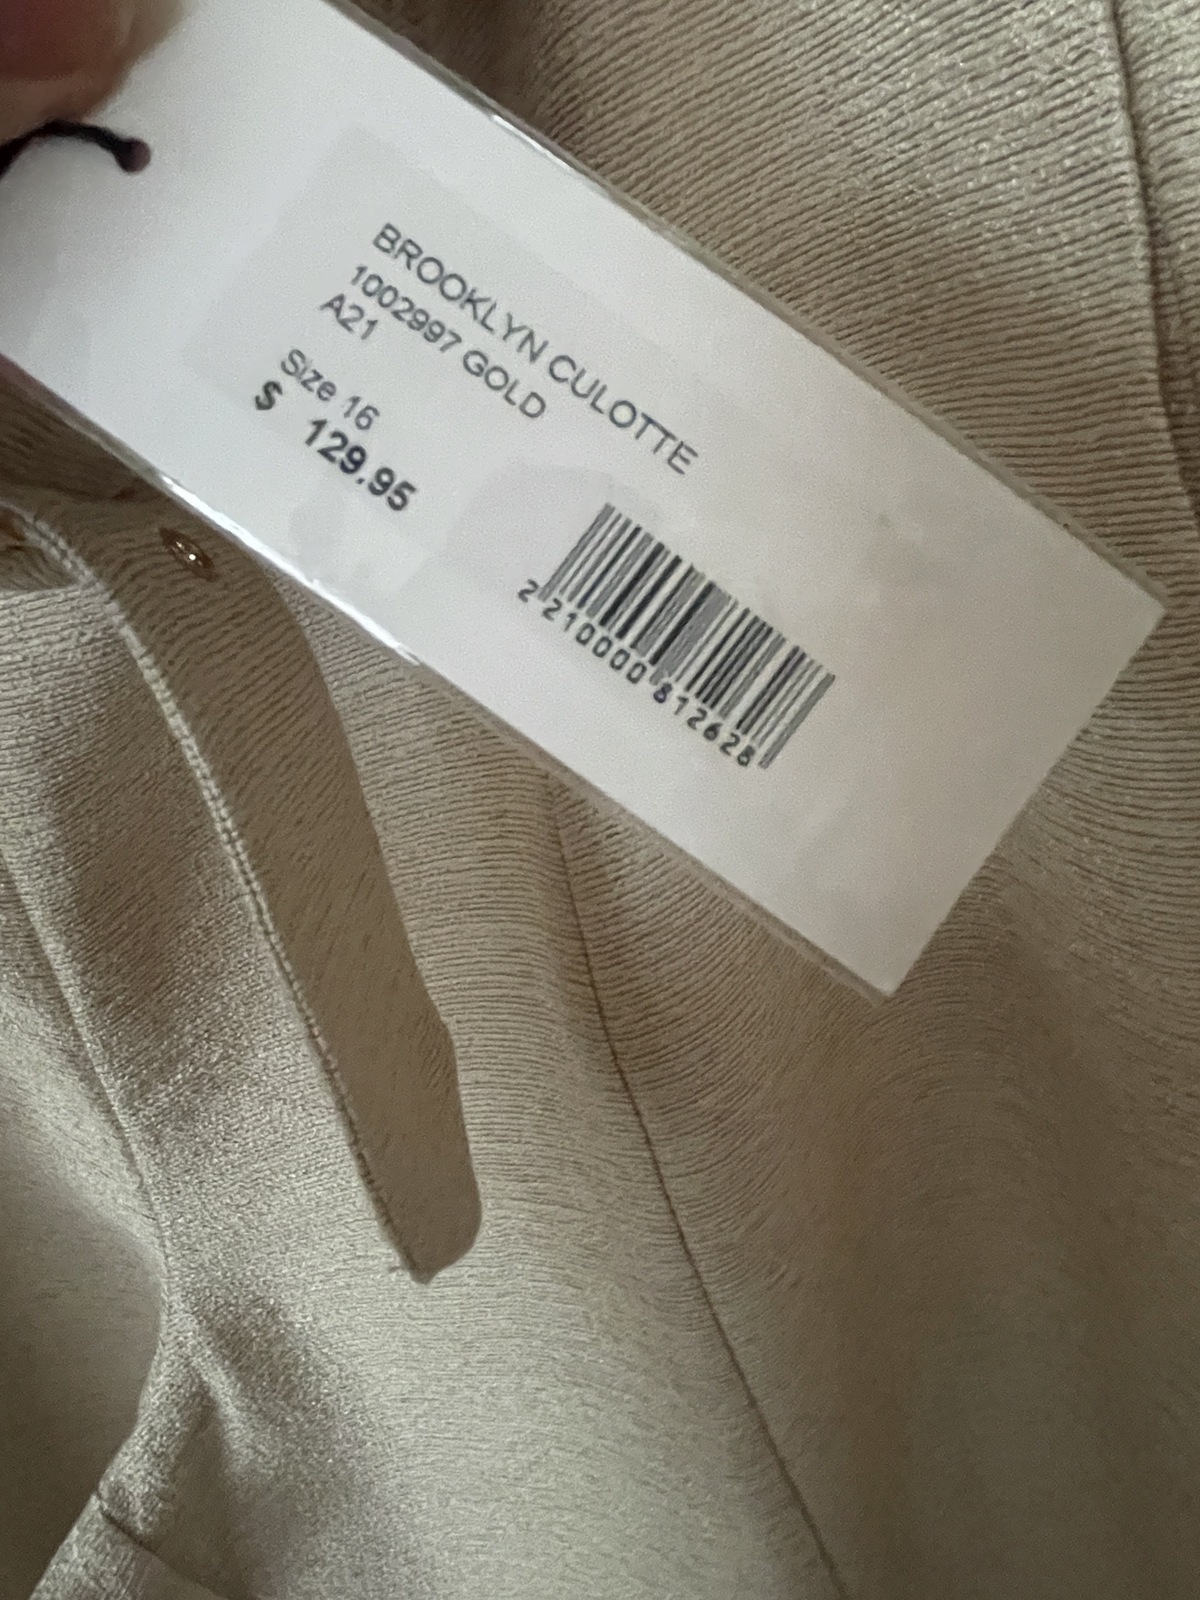 BROOKLYN CULOTTE
1002997 GOLD
A21
Size 16
$ 129.95
2 210000 812628